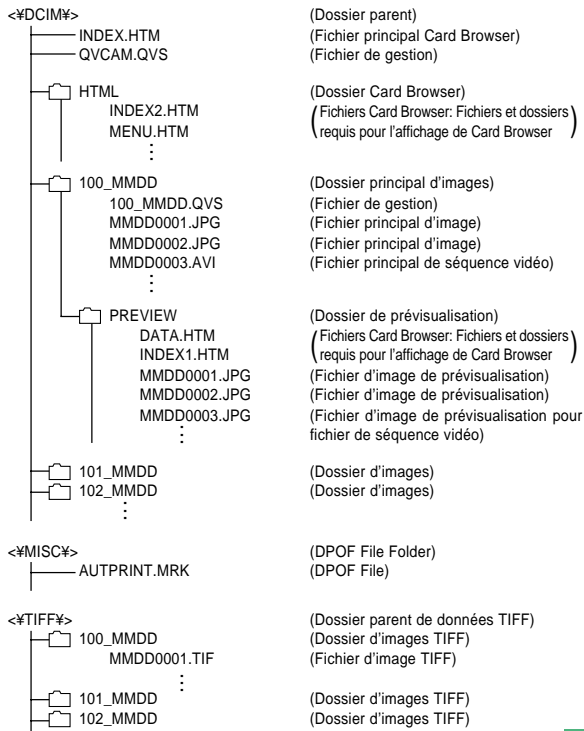 <¥DCIM¥> (Dossier parent)
INDEX.HTM (Fichier principal Card Browser)
QVCAM.QVS (Fichier de gestion)
HTML (Dossier Card Browser)
INDEX2.HTM (Fichiers Card Browser: Fichiers et dossiers
MENU.HTM requis pour l'affichage de Card Browser)
100_MMDD (Dossier principal d'images)
100_MMDD.QVS (Fichier de gestion)
MMDD0001.JPG (Fichier principal d'image)
MMDD0002.JPG (Fichier principal d'image)
MMDD0003.AVI (Fichier principal de séquence vidéo)
PREVIEW (Dossier de prévisualisation)
DATA.HTM (Fichiers Card Browser: Fichiers et dossiers
INDEX1.HTM requis pour l'affichage de Card Browser)
MMDD0001.JPG (Fichier d'image de prévisualisation)
MMDD0002.JPG (Fichier d'image de prévisualisation)
MMDD0003.JPG (Fichier d'image de prévisualisation pour
fichier de séquence vidéo)
101_MMDD (Dossier d'images)
102_MMDD (Dossier d'images)
<¥MISC¥> (DPOF File Folder)
AUTPRINT.MRK (DPOF File)
<¥TIFF¥> (Dossier parent de données TIFF)
100_MMDD (Dossier d'images TIFF)
MMDD0001.TIF (Fichier d'image TIFF)
101_MMDD (Dossier d'images TIFF)
102_MMDD (Dossier d'images TIFF)